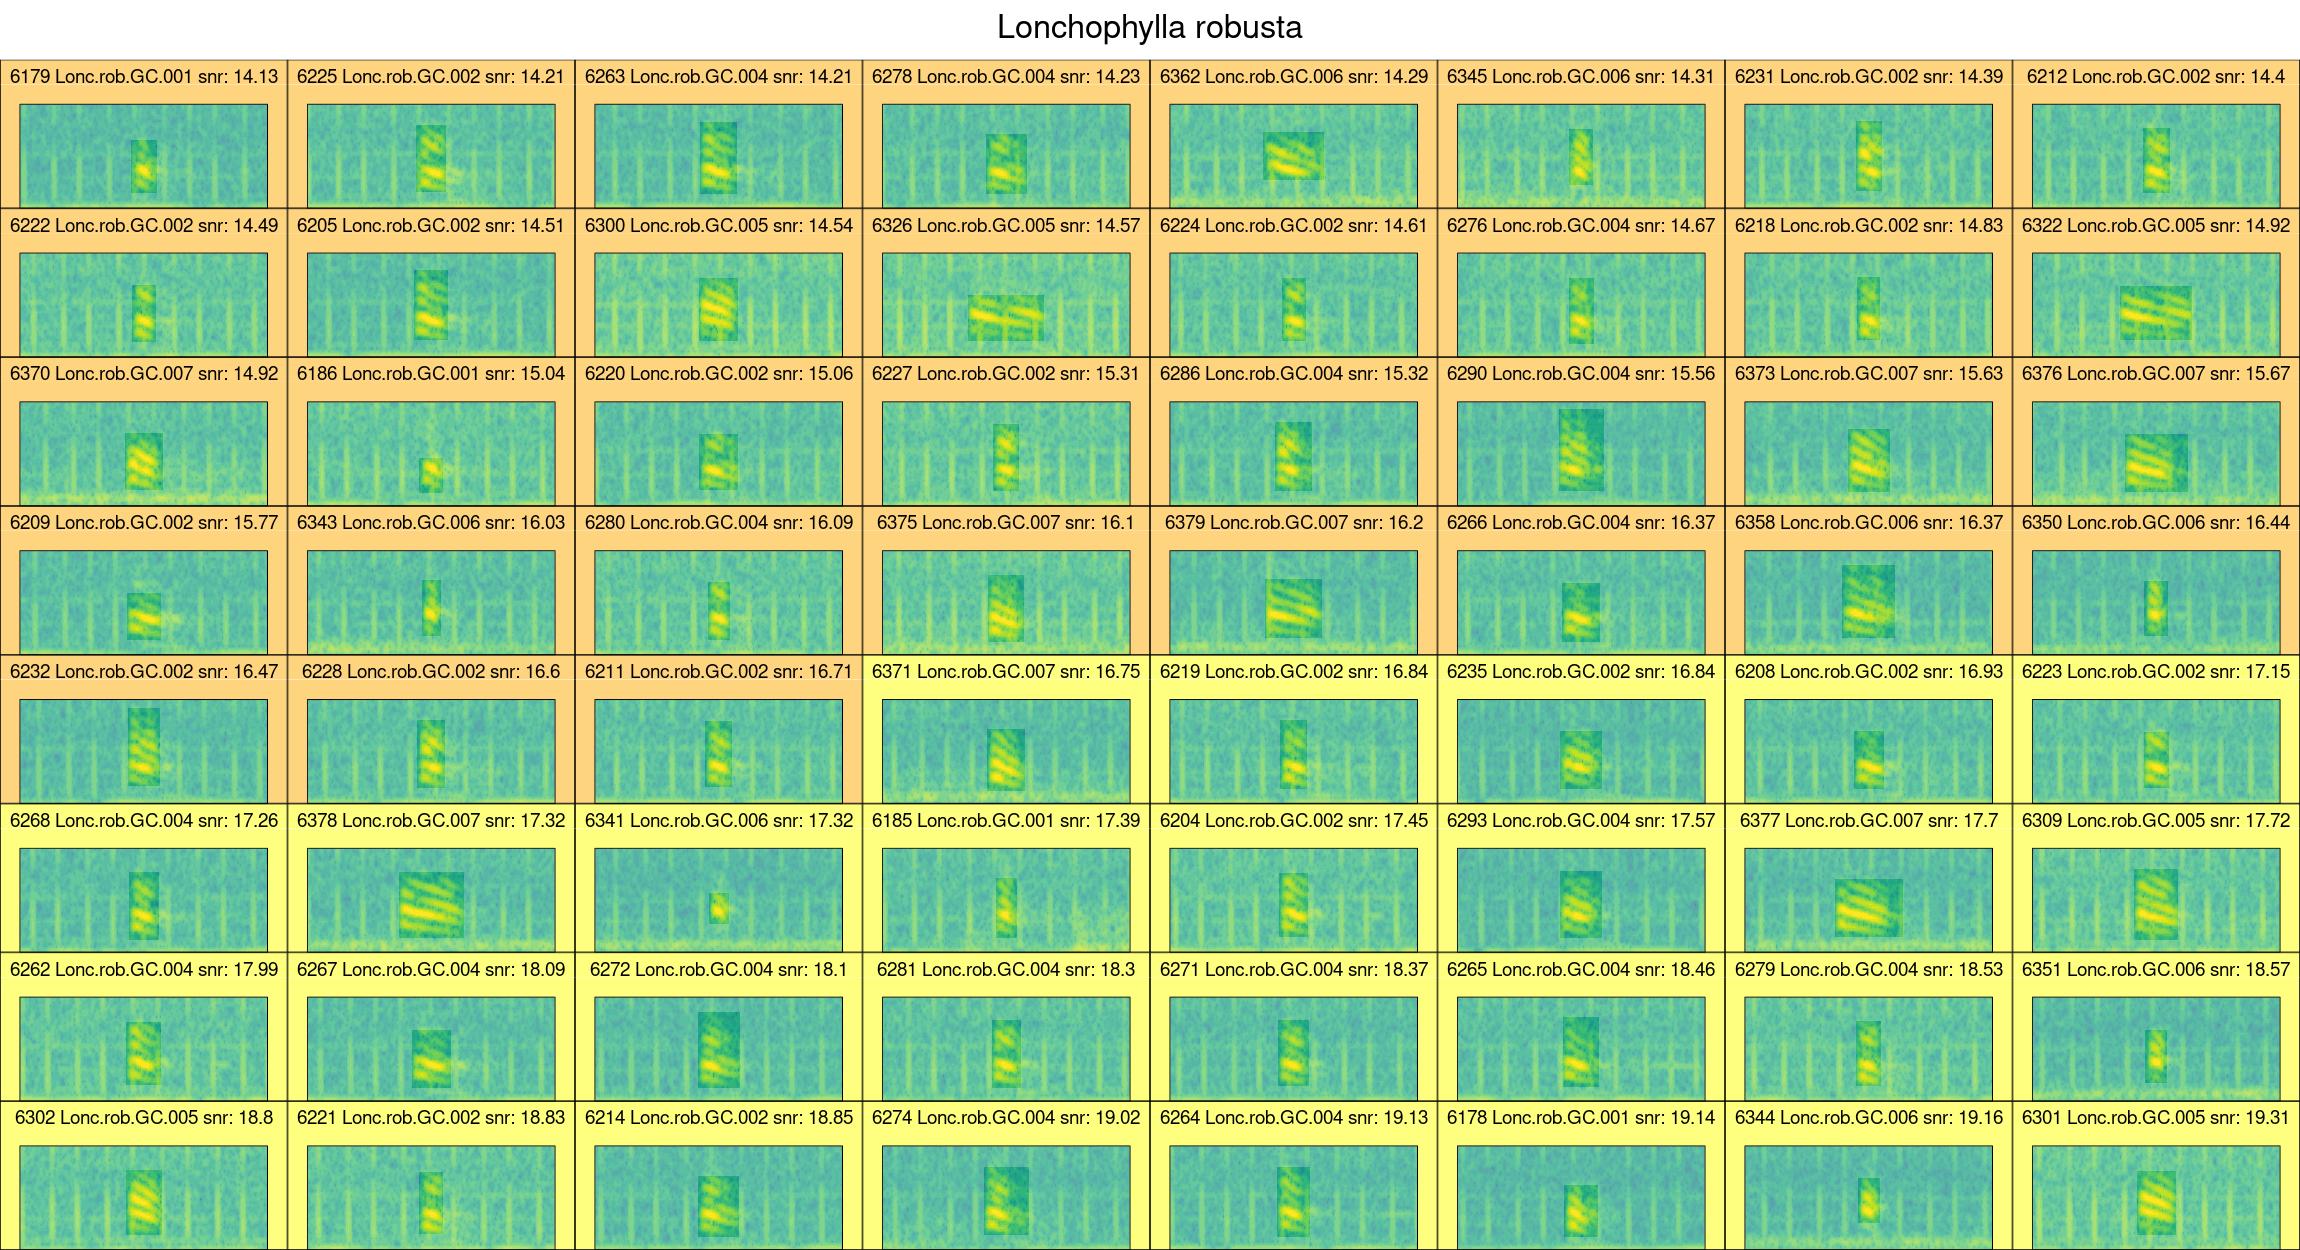 Lonchophylla robusta
6179 Lonc.rob.GC.001 snr: 14.13
6225 Lonc.rob.GC.002 snr: 14.21
6263 Lonc.rob.GC.004 snr: 14.21
6278 Lonc.rob.GC.004 snr: 14.23
6362 Lonc.rob.GC.006 snr: 14.29
6345 Lonc.rob.GC.006 snr: 14.31
6231 Lonc.rob.GC.002 snr: 14.39
6212 Lonc.rob.GC.002 snr: 14.4
6222 Lonc.rob.GC.002 snr: 14.49
6205 Lonc.rob.GC.002 snr: 14.51
6300 Lonc.rob.GC.005 snr: 14.54
6326 Lonc.rob.GC.005 snr: 14.57
6224 Lonc.rob.GC.002 snr: 14.61
6276 Lonc.rob.GC.004 snr: 14.67
6218 Lonc.rob.GC.002 snr: 14.83
6322 Lonc.rob.GC.005 snr: 14.92
6370 Lonc.rob.GC.007 snr: 14.92
6186 Lonc.rob.GC.001 snr: 15.04
6220 Lonc.rob.GC.002 snr: 15.06
6227 Lonc.rob.GC.002 snr: 15.31
6286 Lonc.rob.GC.004 snr: 15.32
6290 Lonc.rob.GC.004 snr: 15.56
6373 Lonc.rob.GC.007 snr: 15.63
6376 Lonc.rob.GC.007 snr: 15.67
6209 Lonc.rob.GC.002 snr: 15.77
6343 Lonc.rob.GC.006 snr: 16.03
6280 Lonc.rob.GC.004 snr: 16.09
6375 Lonc.rob.GC.007 snr: 16.1
6379 Lonc.rob.GC.007 snr: 16.2
6266 Lonc.rob.GC.004 snr: 16.37
6358 Lonc.rob.GC.006 snr: 16.37
6350 Lonc.rob.GC.006 snr: 16.44
6232 Lonc.rob.GC.002 snr: 16.47
6228 Lonc.rob.GC.002 snr: 16.6
6211 Lonc.rob.GC.002 snr: 16.71
6371 Lonc.rob.GC.007 snr: 16.75
6219 Lonc.rob.GC.002 snr: 16.84
6235 Lonc.rob.GC.002 snr: 16.84
6208 Lonc.rob.GC.002 snr: 16.93
6223 Lonc.rob.GC.002 snr: 17.15
6268 Lonc.rob.GC.004 snr: 17.26
6378 Lonc.rob.GC.007 snr: 17.32
6341 Lonc.rob.GC.006 snr: 17.32
6185 Lonc.rob.GC.001 snr: 17.39
6204 Lonc.rob.GC.002 snr: 17.45
6293 Lonc.rob.GC.004 snr: 17.57
6377 Lonc.rob.GC.007 snr: 17.7
6309 Lonc.rob.GC.005 snr: 17.72
6262 Lonc.rob.GC.004 snr: 17.99
6267 Lonc.rob.GC.004 snr: 18.09
6272 Lonc.rob.GC.004 snr: 18.1
6281 Lonc.rob.GC.004 snr: 18.3
6271 Lonc.rob.GC.004 snr: 18.37
6265 Lonc.rob.GC.004 snr: 18.46
6279 Lonc.rob.GC.004 snr: 18.53
6351 Lonc.rob.GC.006 snr: 18.57
6302 Lonc.rob.GC.005 snr: 18.8
6221 Lonc.rob.GC.002 snr: 18.83
6214 Lonc.rob.GC.002 snr: 18.85
6274 Lonc.rob.GC.004 snr: 19.02
6264 Lonc.rob.GC.004 snr: 19.13
6178 Lonc.rob.GC.001 snr: 19.14
6344 Lonc.rob.GC.006 snr: 19.16
6301 Lonc.rob.GC.005 snr: 19.31